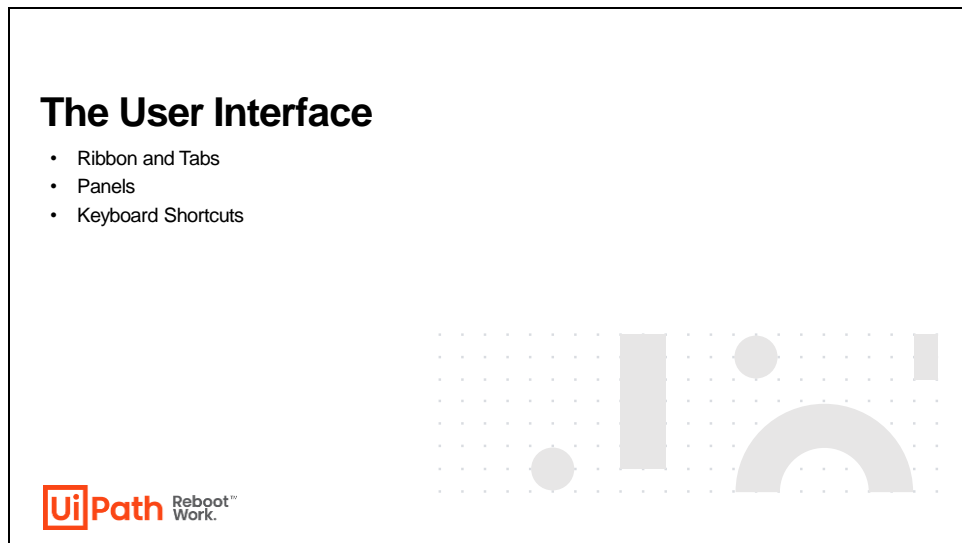 The User Interface
• Ribbon and Tabs
• Panels
• Keyboard Shortcuts
UiPath Reboot™
Work.